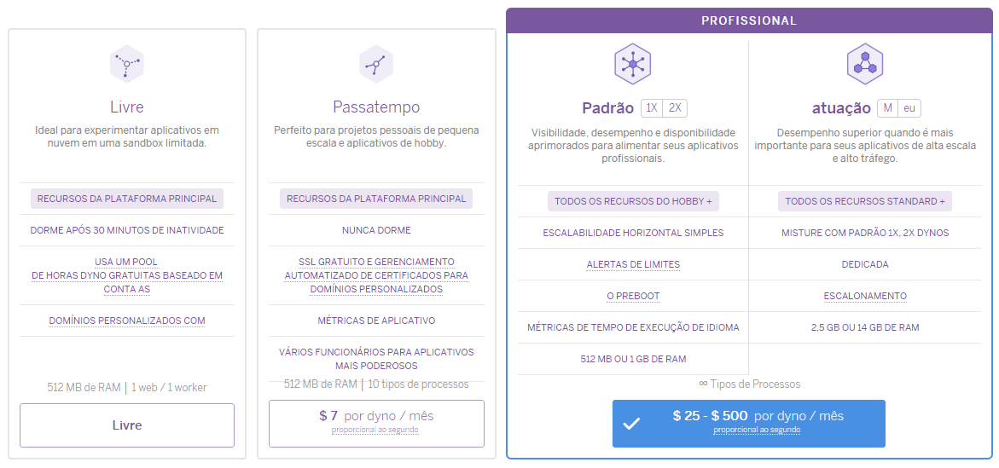 PROFISSIONAL
Livre
Ideal para experimentar aplicativos em
nuvem em uma sandbox limitada.
RECURSOS DA PLATAFORMA PRINCIPAL
DORME APÓS 30 MINUTOS DE INATIVIDADE
USA UM POOL
DE HORAS DYNO GRATUITAS BASEADO EM
CONTA AS
DOMÍNIOS PERSONALIZADOS COM
512 MB de RAM | 1 web / 1 worker
Livre
Passatempo
Perfeito para projetos pessoais de pequena
escala e aplicativos de hobby.
RECURSOS DA PLATAFORMA PRINCIPAL
NUNCA DORME
SSL GRATUITO E GERENCIAMENTO
AUTOMATIZADO DE CERTIFICADOS PARA
DOMÍNIOS PERSONALIZADOS
MÉTRICAS DE APLICATIVO
VÁRIOS FUNCIONÁRIOS PARA APLICATIVOS
MAIS PODEROSOS
512 MB de RAM | 10 tipos de processos
$ 7 por dyno / mês
proporcional ao segundo
Padrão 1X 2X
Visibilidade, desempenho e disponibilidade
aprimorados para alimentar seus aplicativos
profissionais.
TODOS OS RECURSOS DO HOBBY +
ESCALABILIDADE HORIZONTAL SIMPLES
ALERTAS DE LIMITES
O PREBOOT
MÉTRICAS DE TEMPO DE EXECUÇÃO DE IDIOMA
512 MB OU 1 GB DE RAM
atuação M eu
Desempenho superior quando é mais
importante para seus aplicativos de alta escala
e alto tráfego.
TODOS OS RECURSOS STANDARD +
MISTURE COM PADRÃO 1X, 2X DYNOS
DEDICADA
ESCALONAMENTO
2,5 GB OU 14 GB DE RAM
∞ Tipos de Processos
$ 25 - $ 500 por dyno / mês
proporcional ao segundo